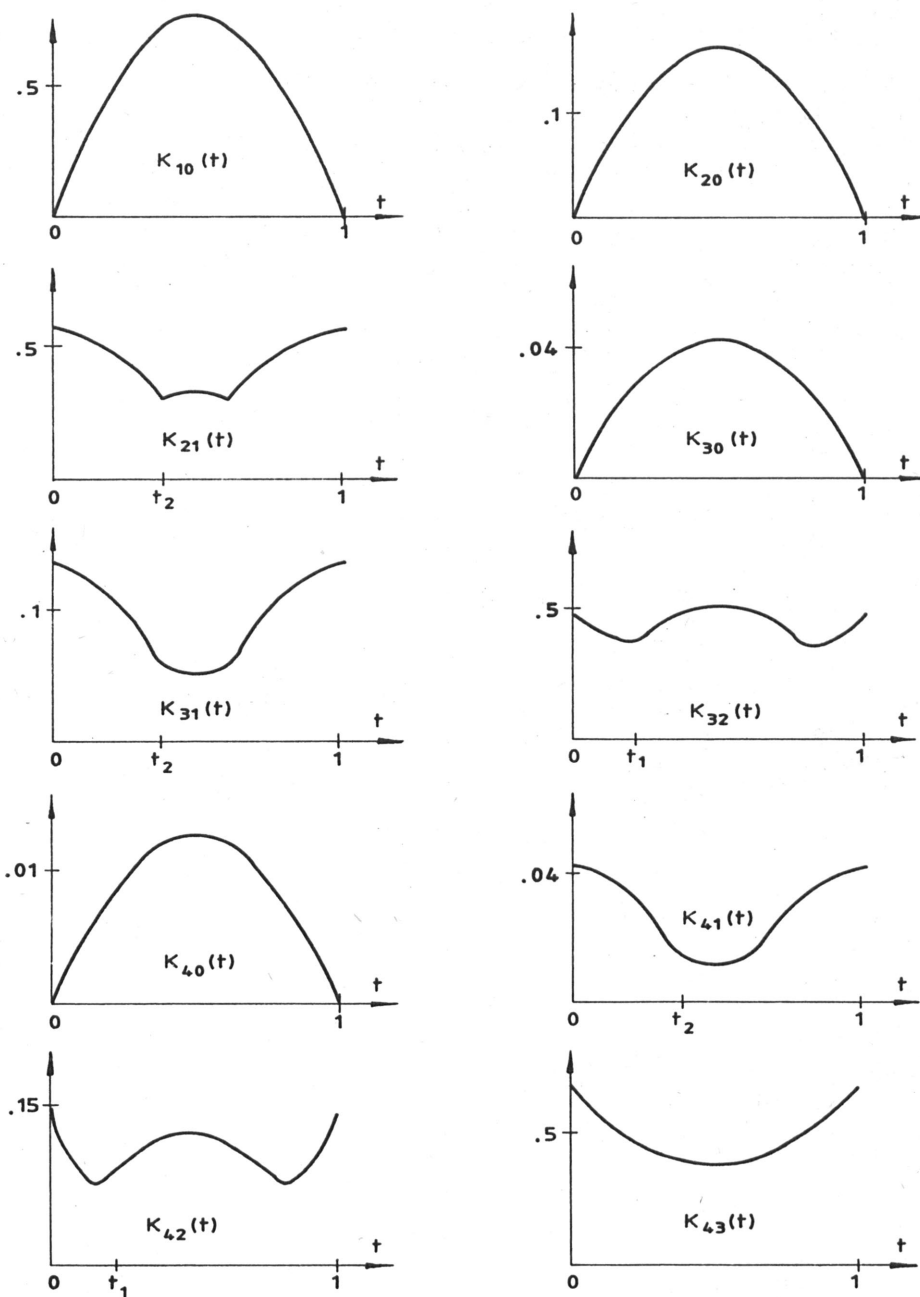 .5
K10(t)
t
0 1
.1
K20(t)
t
0 1
.5
K21(t)
t
0 t2 1
.04
K30(t)
t
0 1
.1
K31(t)
t
0 t2 1
.5
K32(t)
t
0 t1 1
.01
K40(t)
t
0 1
.04
K41(t)
t
0 t2 1
.15
K42(t)
t
0 t1 1
.5
K43(t)
t
0 1